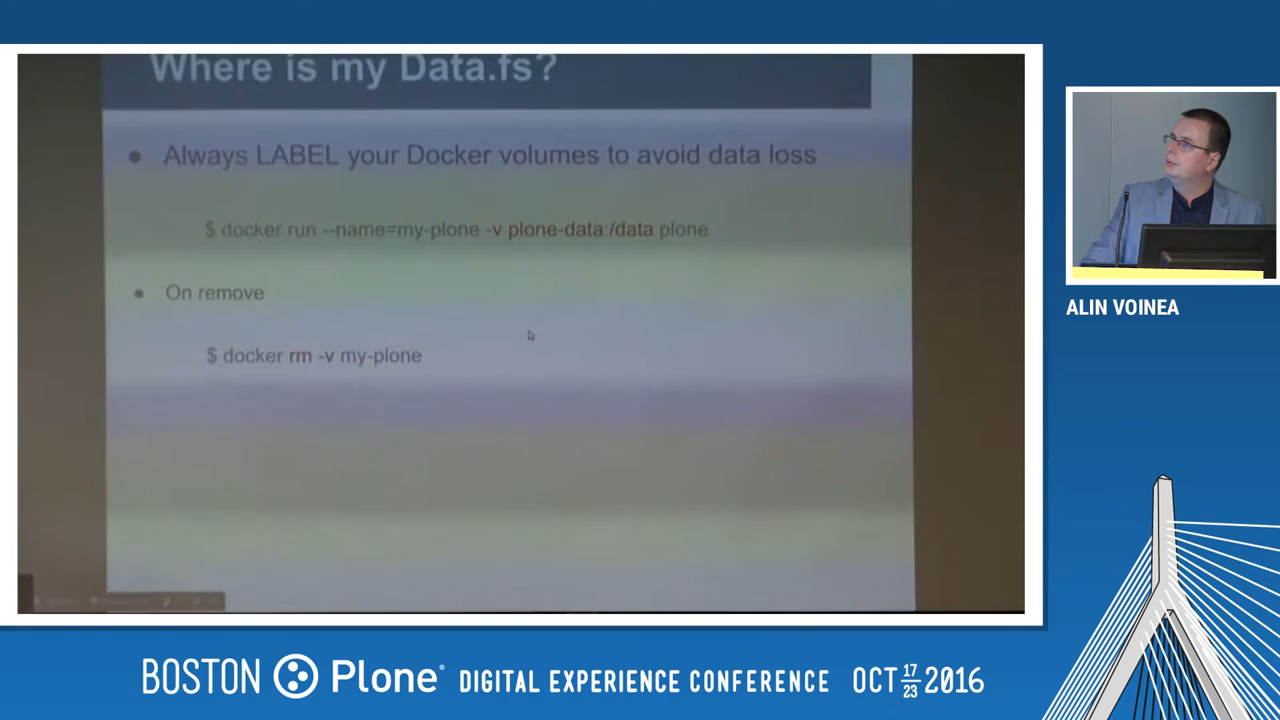 Where is my Data.fs?
● Always LABEL your Docker volumes to avoid data loss
$ docker run --name=my-plone -v plone-data:/data plone
● On remove
$ docker rm -v my-plone
ALIN VOINEA
BOSTON Plone® DIGITAL EXPERIENCE CONFERENCE OCT 17 23 2016